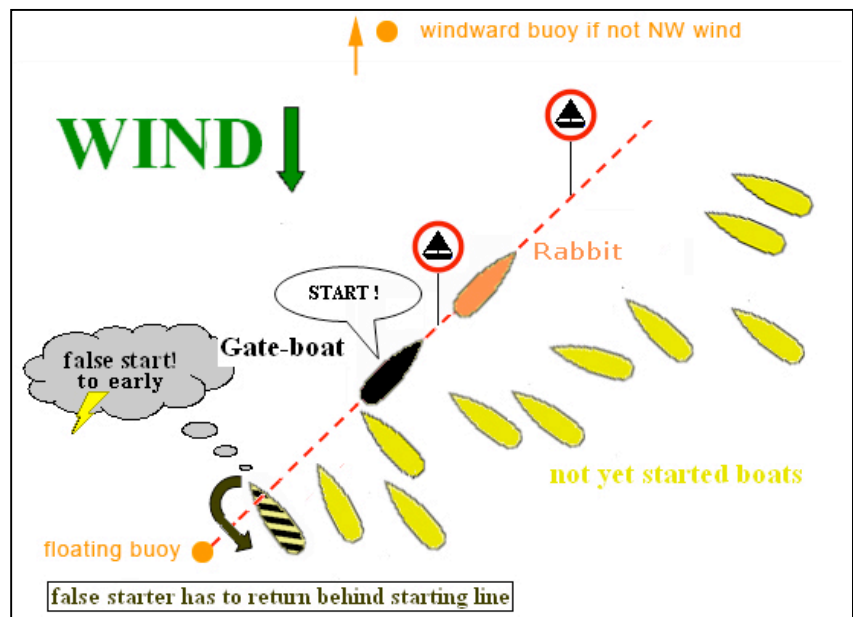 windward buoy if not NW wind
WIND
Rabbit
START !
Gate-boat
false start!
to early
not yet started boats
floating buoy
false starter has to return behind starting line